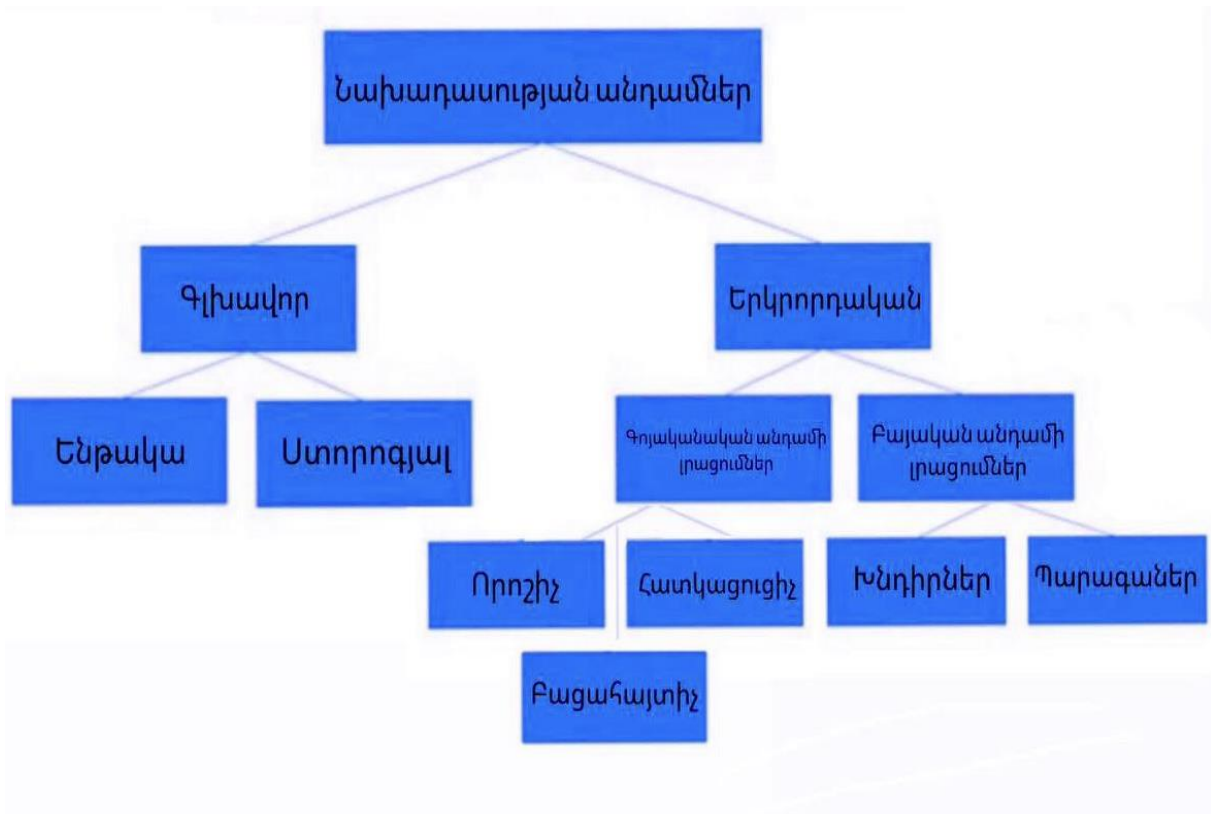 Նախադասության անդամներ
Գլխավոր
Երկրորդական
Ենթակա
Ստորոգյալ
Գոյականական անդամի
լրացումներ
Բայական անդամի
լրացումներ
Որոշիչ
Հատկացուցիչ
Խնդիրներ
Պարագաներ
Բացահայտիչ